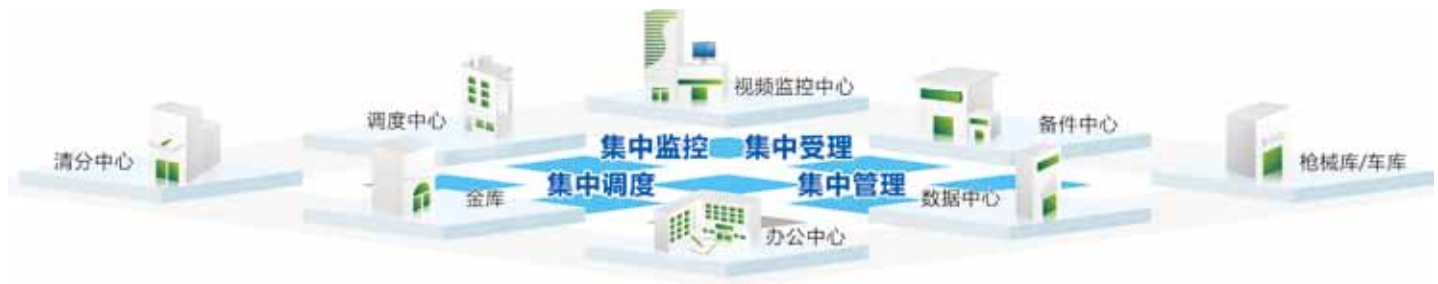 视频监控中心
调度中心
备件中心
集中监控
集中受理
清分中心
枪械库/车库
集中调度
集中管理
金库
数据中心
办公中心